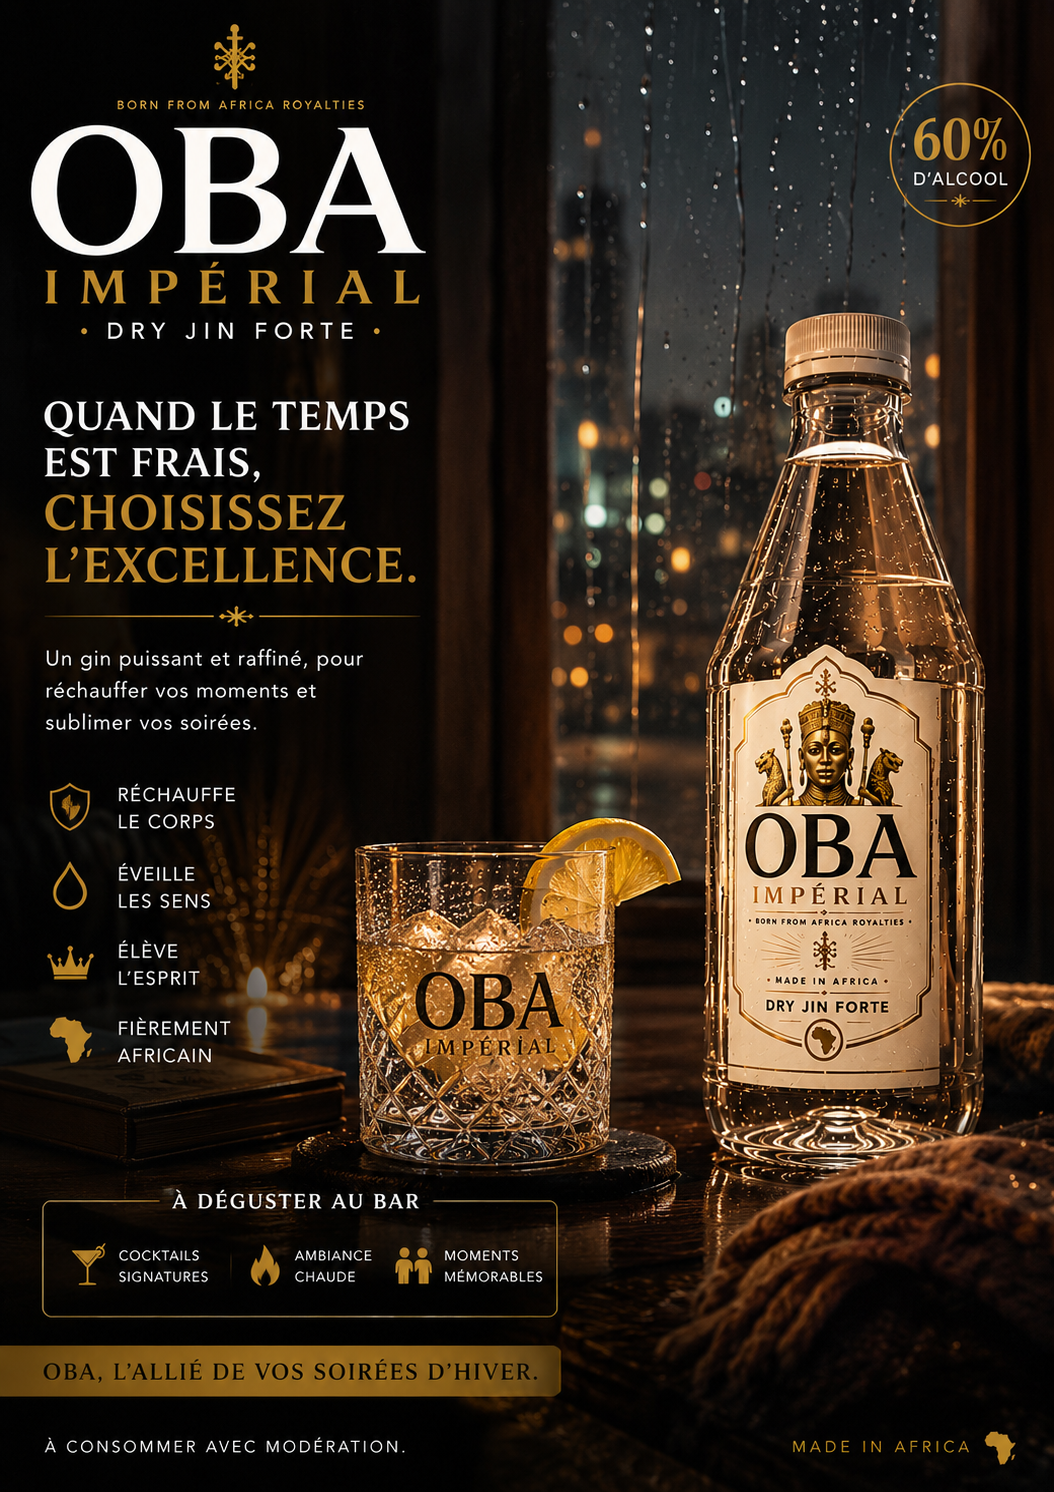 BORN FROM AFRICA ROYALTIES
OBA
IMPÉRIAL
• DRY JIN FORTE •
60%
D'ALCOOL
QUAND LE TEMPS
EST FRAIS,
CHOISISSEZ
L'EXCELLENCE.
Un gin puissant et raffiné, pour
réchauffer vos moments et
sublimer vos soirées.
RÉCHAUFFE
LE CORPS
ÉVEILLE
LES SENS
ÉLÈVE
L'ESPRIT
FIÈREMENT
AFRICAIN
OBA
IMPÉRIAL
OBA
IMPÉRIAL
• BORN FROM AFRICA ROYALTIES •
• MADE IN AFRICA •
DRY JIN FORTE
À DÉGUSTER AU BAR
COCKTAILS
SIGNATURES
AMBIANCE
CHAUDE
MOMENTS
MÉMORABLES
OBA, L'ALLIÉ DE VOS SOIRÉES D'HIVER.
À CONSOMMER AVEC MODÉRATION.
MADE IN AFRICA